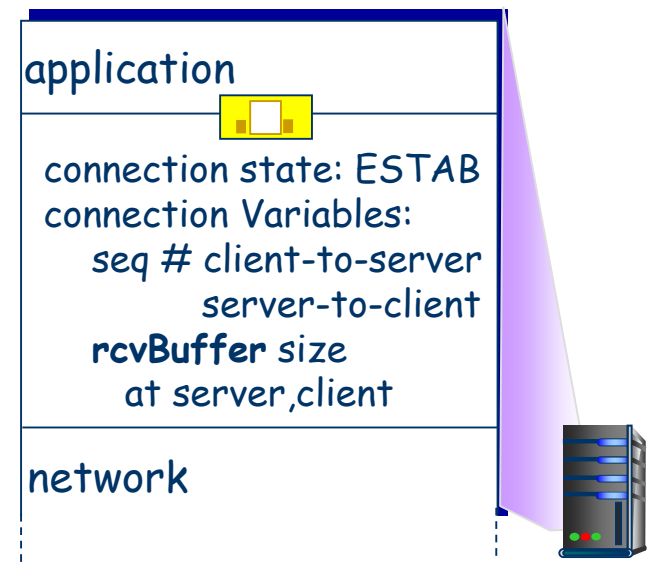 application
connection state: ESTAB
connection Variables:
seq # client-to-server
server-to-client
rcvBuffer size
at server,client
network